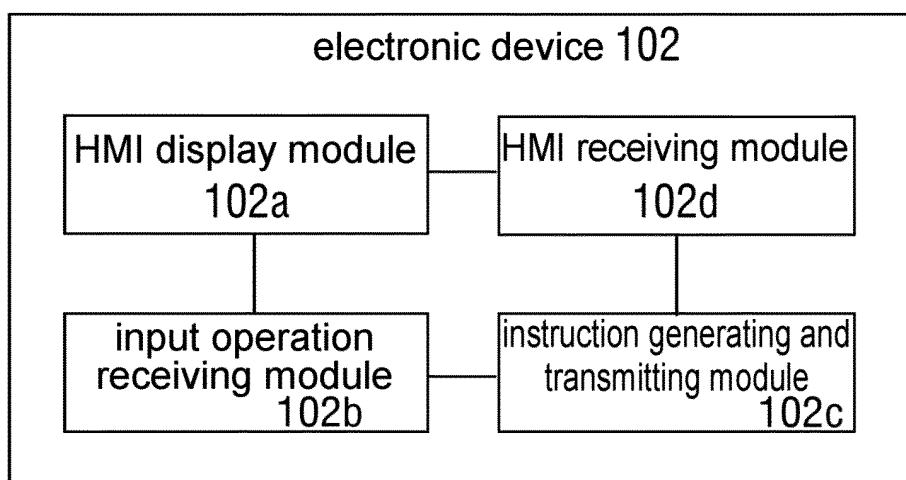 electronic device 102
HMI display module
102a
HMI receiving module
102d
input operation
receiving module
102b
instruction generating and
transmitting module
102c